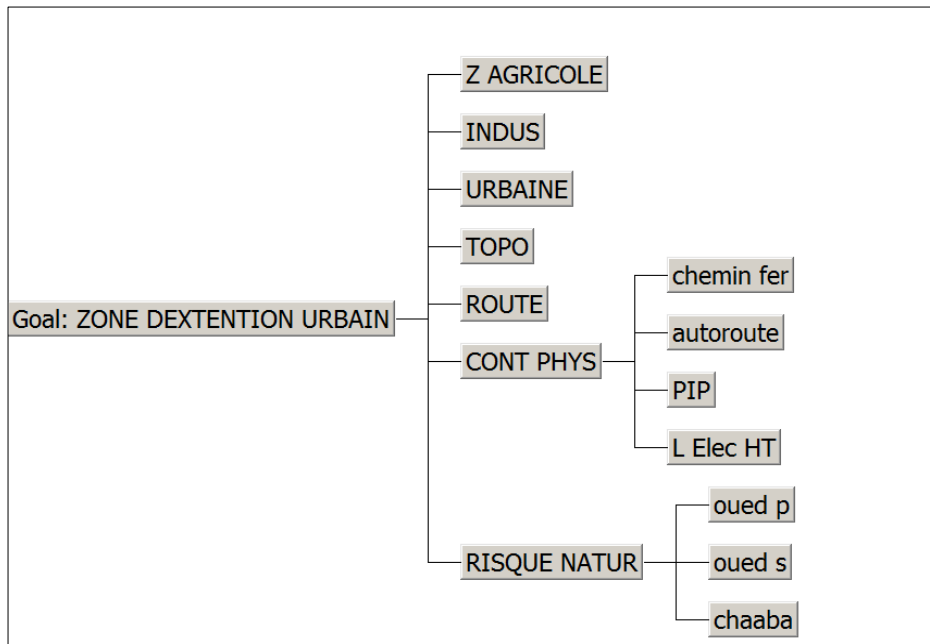 Goal: ZONE DEXTENTION URBAIN
Z AGRICOLE
INDUS
URBAINE
TOPO
ROUTE
CONT PHYS
chemin fer
autoroute
PIP
L Elec HT
RISQUE NATUR
oued p
oued s
chaaba